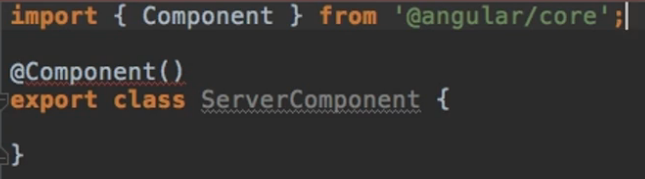 import { Component } from '@angular/core';
@Component()
export class ServerComponent {
}